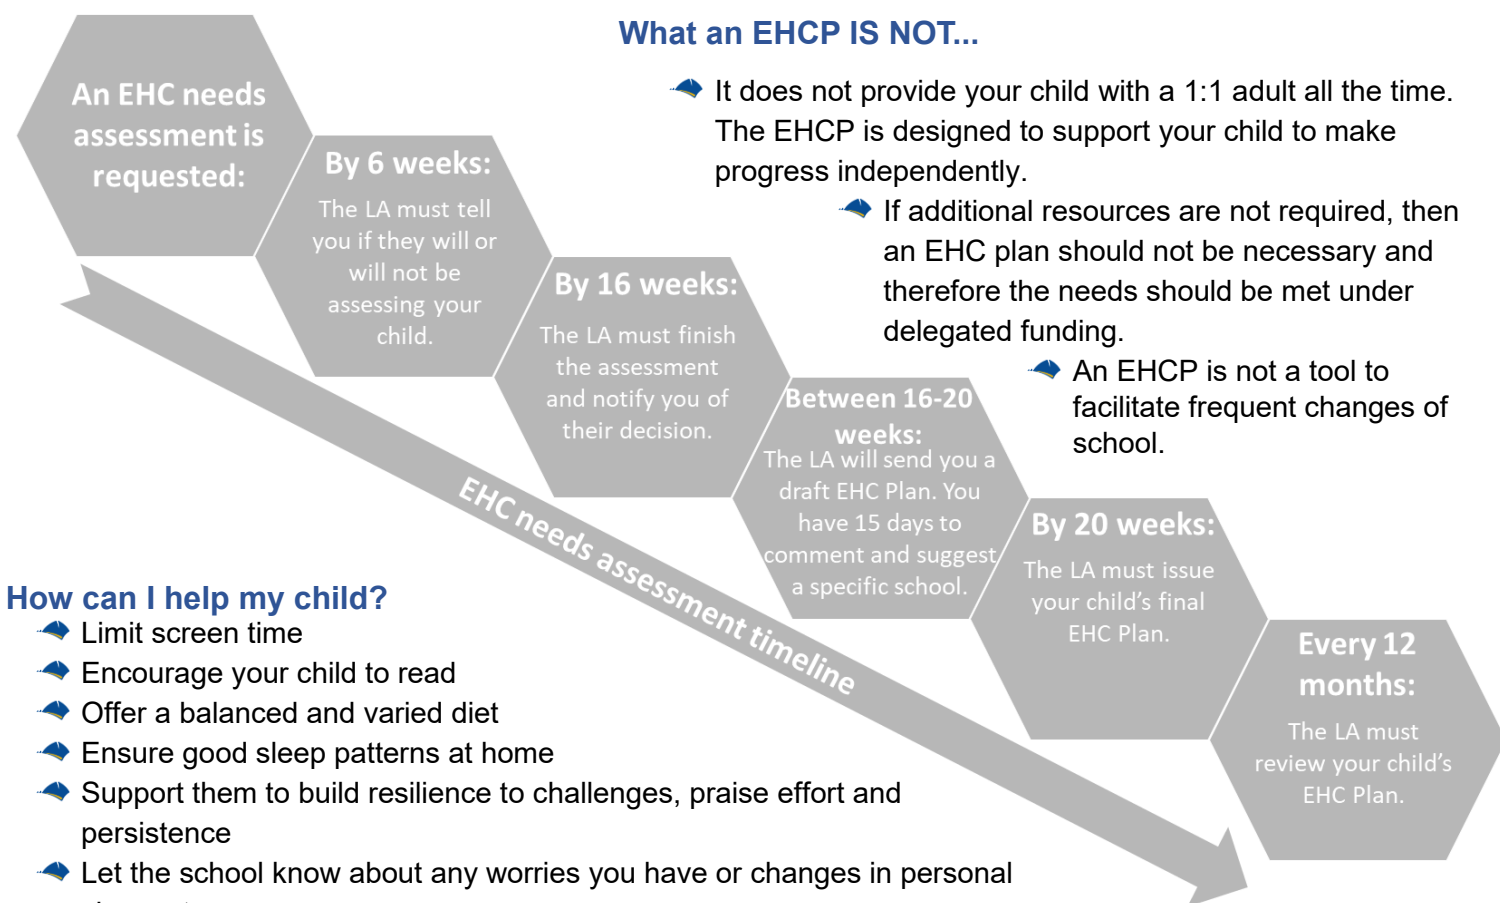 What an EHCP IS NOT...
It does not provide your child with a 1:1 adult all the time.
The EHCP is designed to support your child to make
progress independently.
If additional resources are not required, then
an EHC plan should not be necessary and
therefore the needs should be met under
delegated funding.
An EHCP is not a tool to
facilitate frequent changes of
school.
An EHC needs
assessment is
requested:
By 6 weeks:
The LA must tell
you if they will or
will not be
assessing your
child.
By 16 weeks:
The LA must finish
the assessment
and notify you of
their decision.
Between 16-20
weeks:
The LA will send you a
draft EHC Plan. You
have 15 days to
comment and suggest
a specific school.
By 20 weeks:
The LA must issue
your child's final
EHC Plan.
Every 12
months:
The LA must
review your child's
EHC Plan.
EHC needs assessment timeline
How can I help my child?
Limit screen time
Encourage your child to read
Offer a balanced and varied diet
Ensure good sleep patterns at home
Support them to build resilience to challenges, praise effort and
persistence
Let the school know about any worries you have or changes in personal